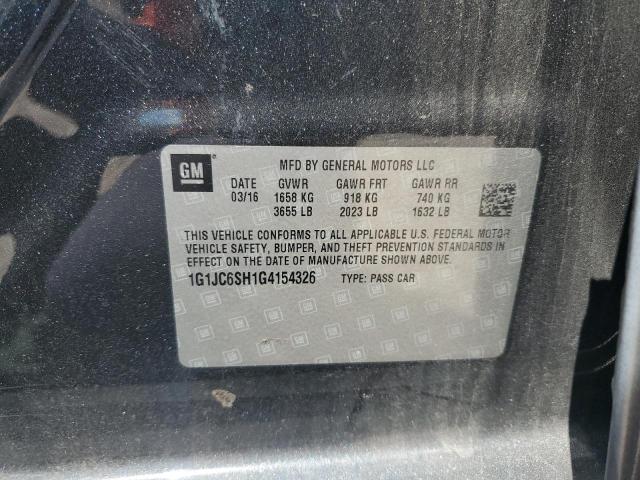 GM
MFD BY GENERAL MOTORS LLC
DATE GVWR GAWR FRT GAWR RR
03/16 1658 KG 918 KG 740 KG
3655 LB 2023 LB 1632 LB
THIS VEHICLE CONFORMS TO ALL APPLICABLE U.S. FEDERAL MOTOR
VEHICLE SAFETY, BUMPER, AND THEFT PREVENTION STANDARDS IN
EFFECT ON THE DATE OF MANUFACTURE SHOWN ABOVE.
1G1JC6SH1G4154326 TYPE: PASS CAR